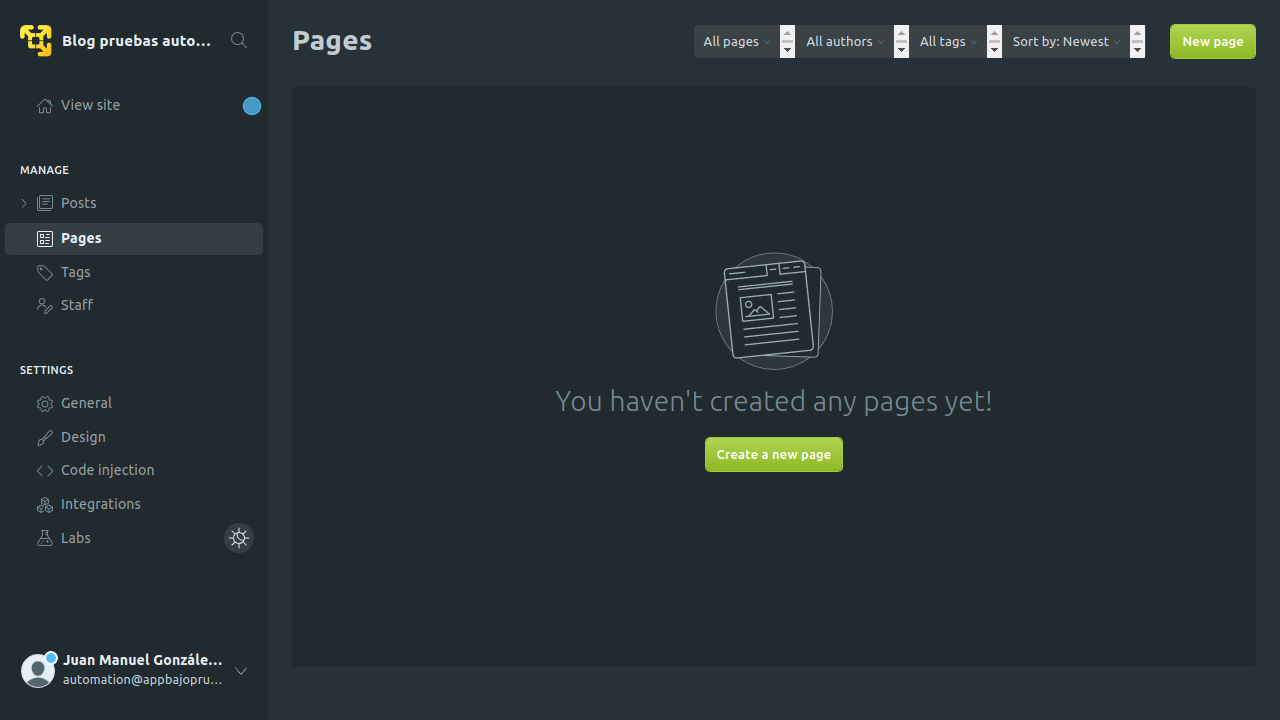 Blog pruebas auto...
View site
MANAGE
Posts
Pages
Tags
Staff
SETTINGS
General
Design
Code injection
Integrations
Labs
Juan Manuel Gonzále...
automation@appbajopru...
Pages
All pages
All authors
All tags
Sort by: Newest
New page
You haven't created any pages yet!
Create a new page